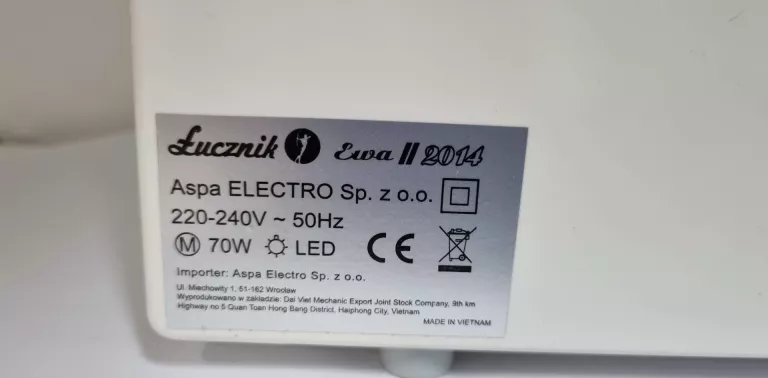 Łucznik Ewa II 2014
Aspa ELECTRO Sp. z o.o.
220-240V ~ 50Hz
M 70W LED CE
Importer: Aspa Electro Sp. z o.o.
Ul. Miechowity 1, 51-162 Wrocław
Wyprodukowano w zakładzie: Dai Viet Mechanic Export Joint Stock Company, 9th km
Highway no 5 Quan Toan Hong Bang District, Haiphong City, Vietnam
MADE IN VIETNAM